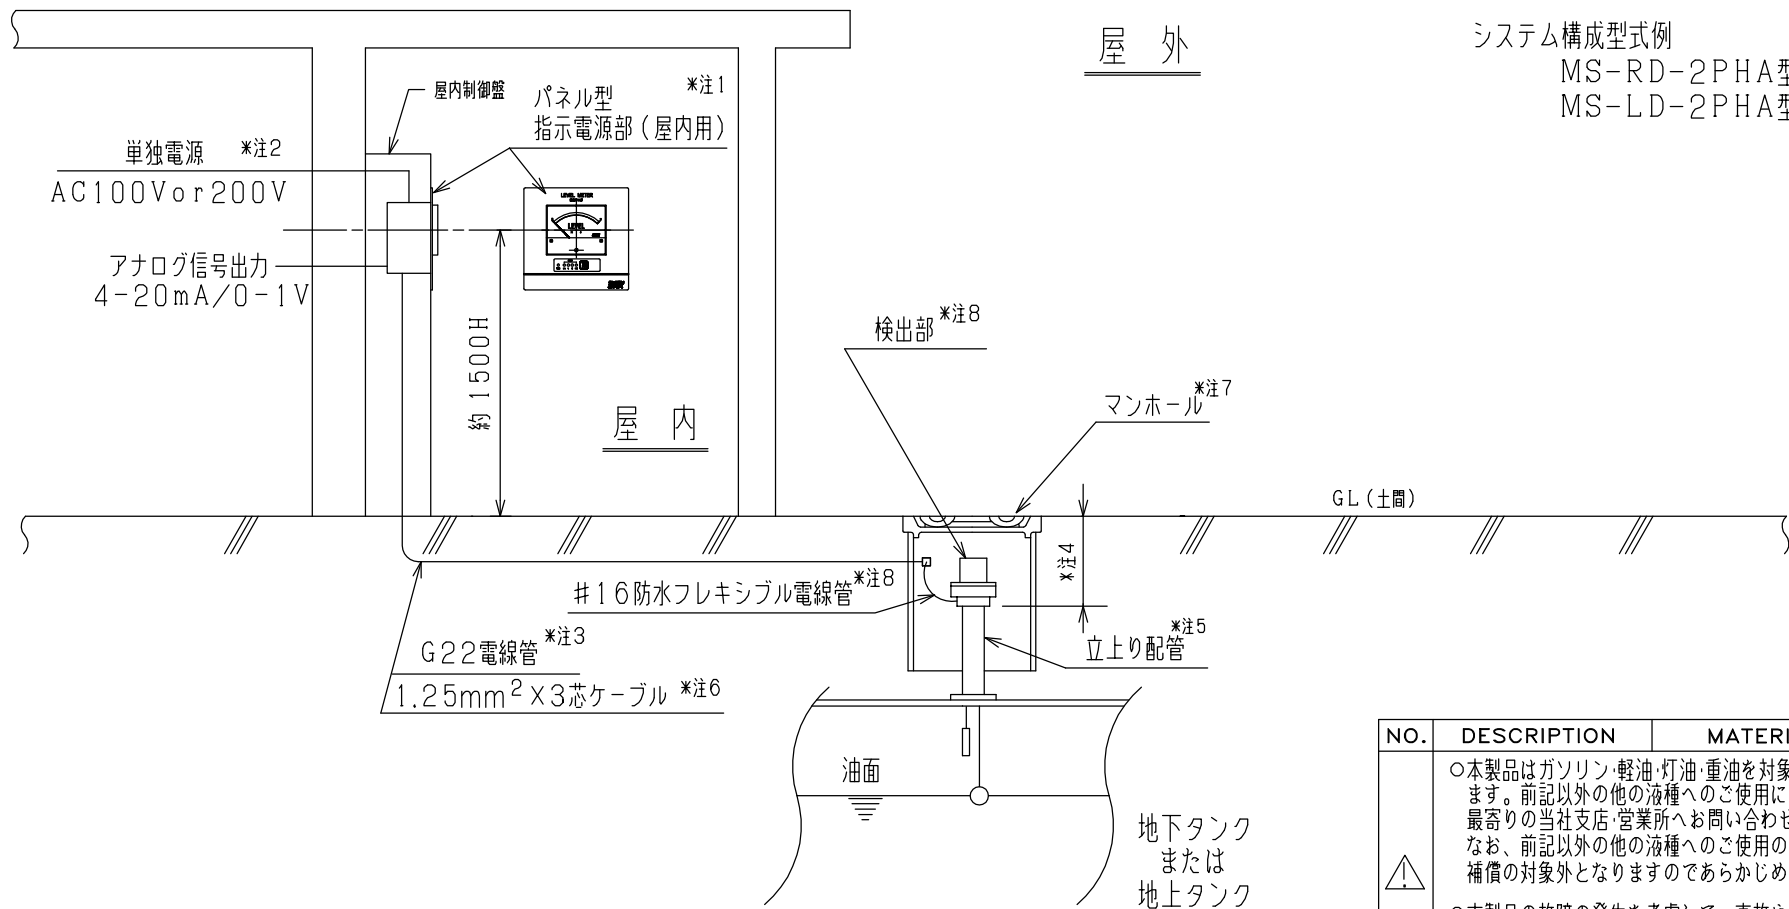 屋 外
システム構成型式例
MS-RD-2PHA型
MS-LD-2PHA型
屋内制御盤
パネル型 *注1
指示電源部(屋内用)
単独電源 *注2
AC100Vor200V
LEVEL METER
LEVEL
アナログ信号出力
4-20mA/0-1V
約1500H
屋 内
検出部*注8
マンホール*注7
GL(土間)
*注4
#16防水フレキシブル電線管*注8
G22電線管*注3
1.25mm²×3芯ケーブル *注6
立上り配管*注5
油面
地下タンク
または
地上タンク
NO. DESCRIPTION MATERI
○本製品はガソリン・軽油・灯油・重油を対象
ます。前記以外の他の液種へのご使用に
最寄りの当社支店・営業所へお問い合わせ
なお、前記以外の他の液種へのご使用の
補償の対象外となりますのであらかじめ